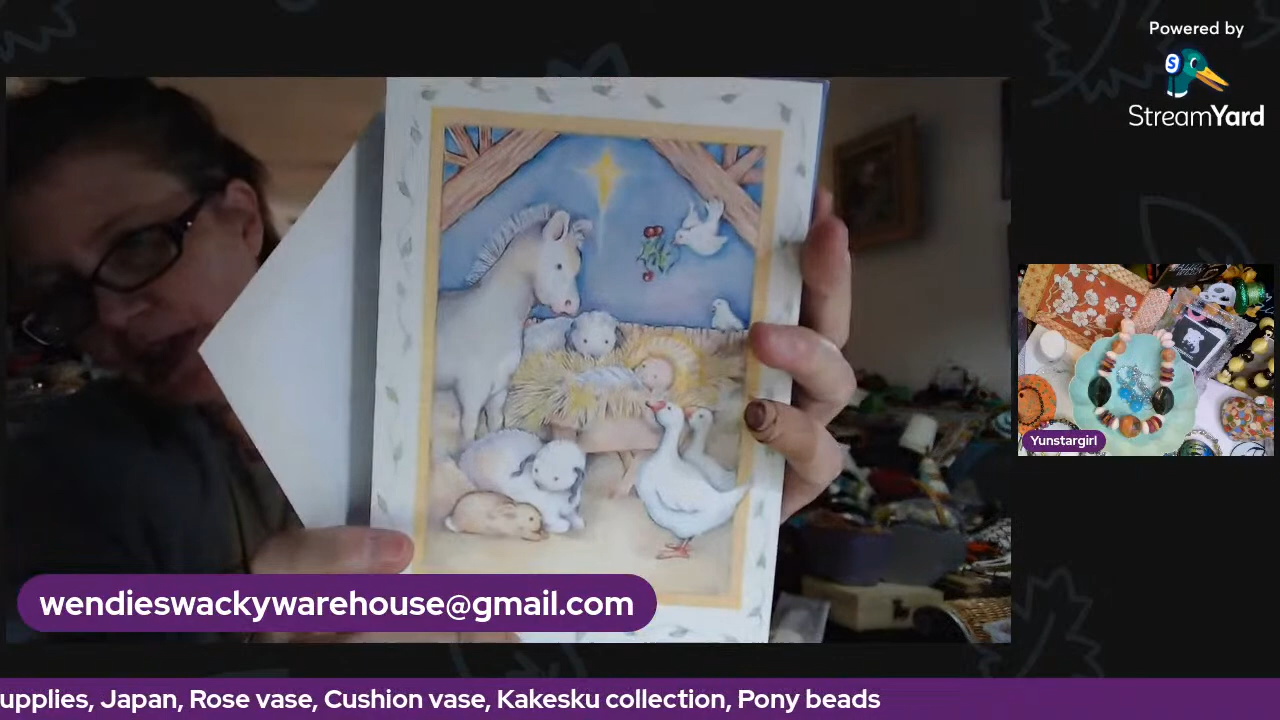 Powered by
StreamYard
Yunstargirl
wendieswackywarehouse@gmail.com
upplies, Japan, Rose vase, Cushion vase, Kakesku collection, Pony beads